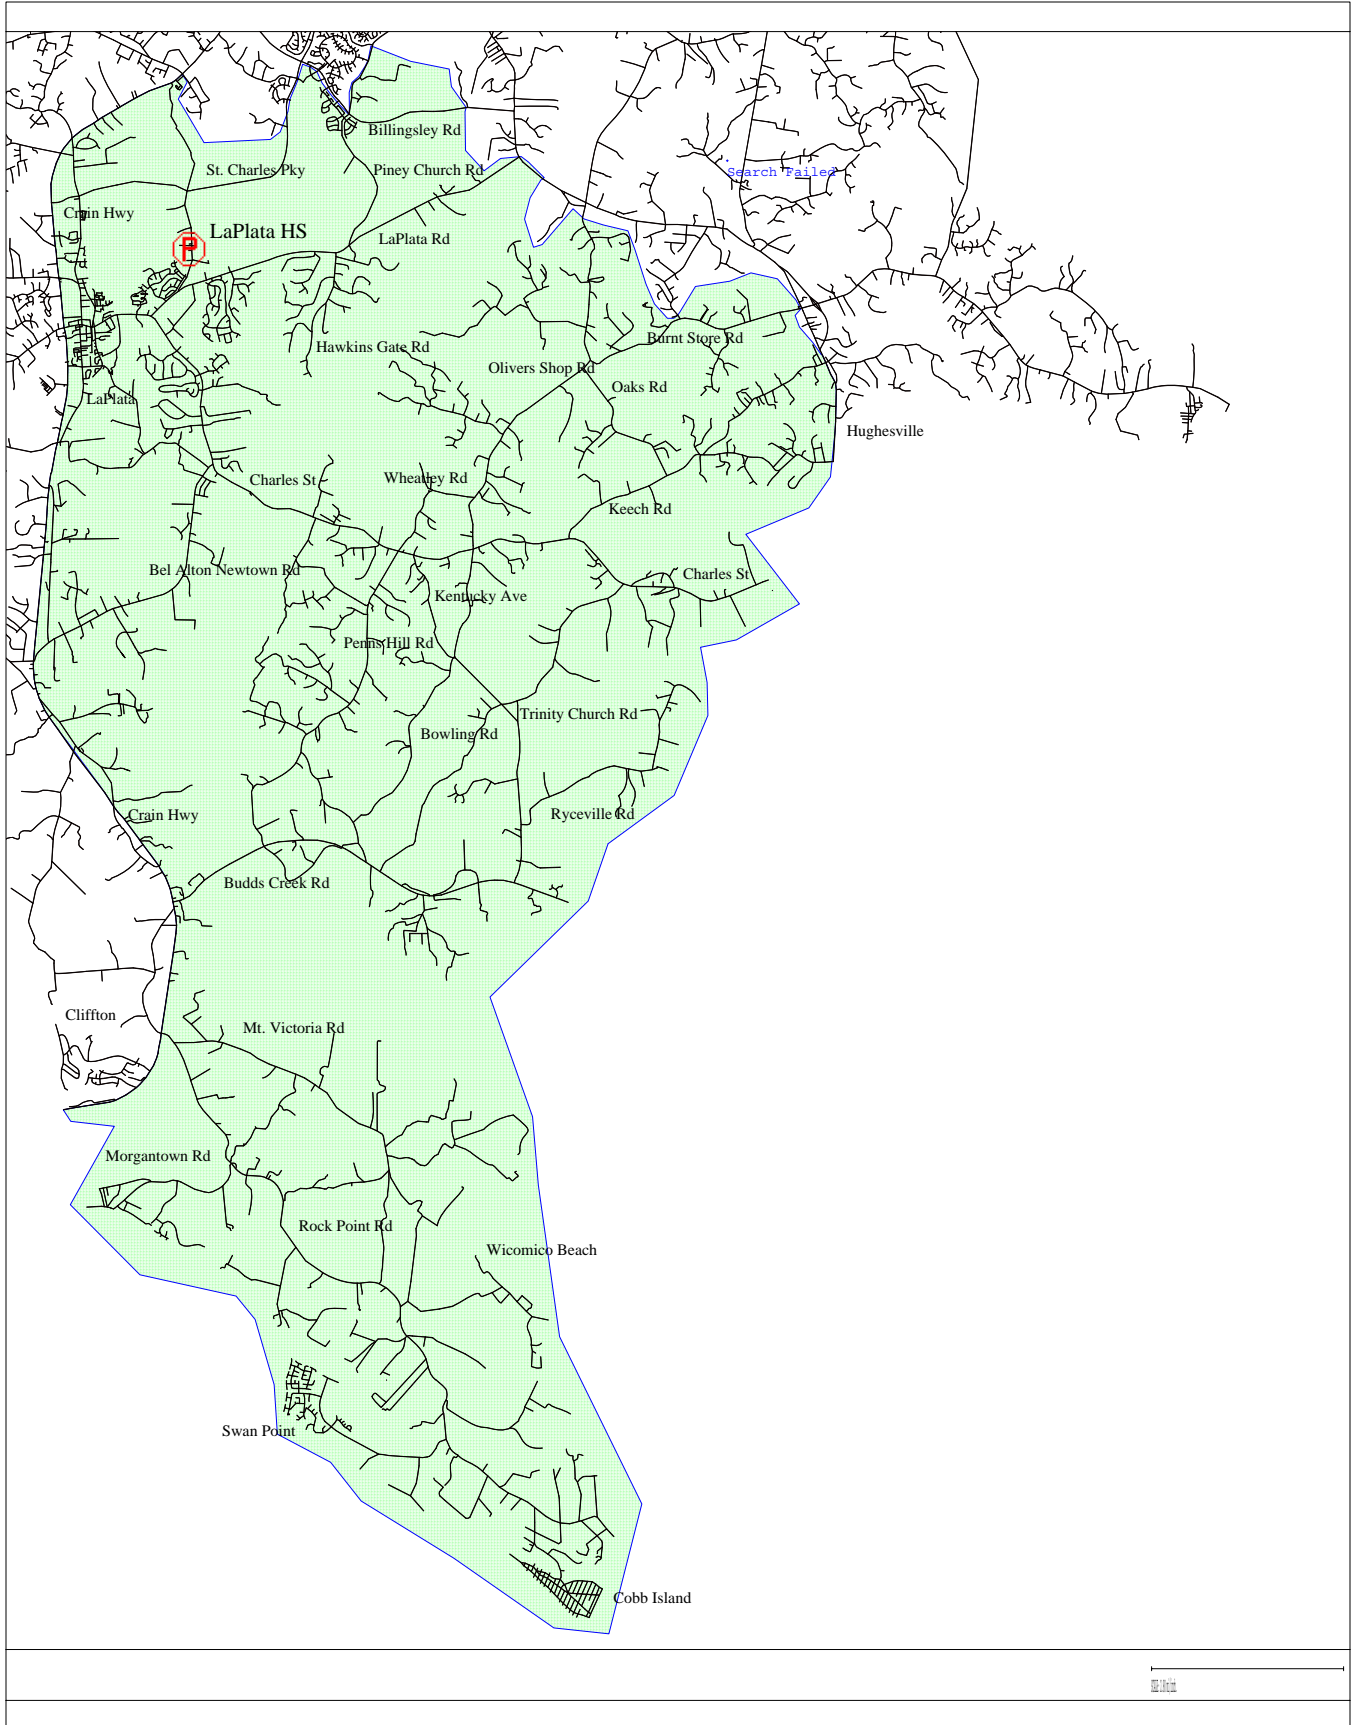 Billingsley Rd
St. Charles Pky
Piney Church Rd
Search Failed
Crain Hwy
LaPlata HS
P
LaPlata Rd
Hawkins Gate Rd
Burnt Store Rd
Olivers Shop Rd
Oaks Rd
LaPlata
Hughesville
Charles St
Wheatley Rd
Keech Rd
Bel Alton Newtown Rd
Charles St
Kentucky Ave
Penns Hill Rd
Trinity Church Rd
Bowling Rd
Crain Hwy
Ryceville Rd
Budds Creek Rd
Cliffton
Mt. Victoria Rd
Morgantown Rd
Rock Point Rd
Wicomico Beach
Swan Point
Cobb Island